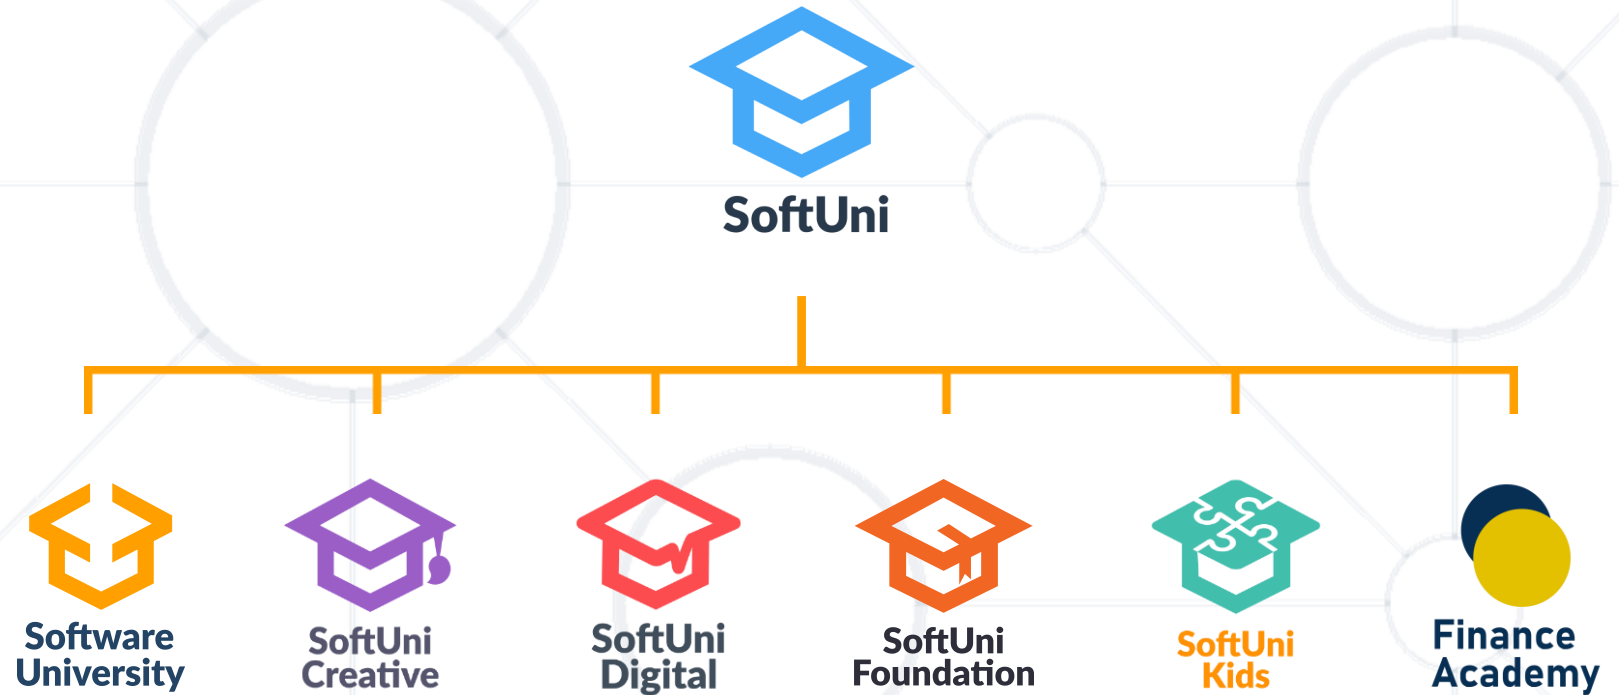 SoftUni
Software
University
SoftUni
Creative
SoftUni
Digital
SoftUni
Foundation
SoftUni
Kids
Finance
Academy